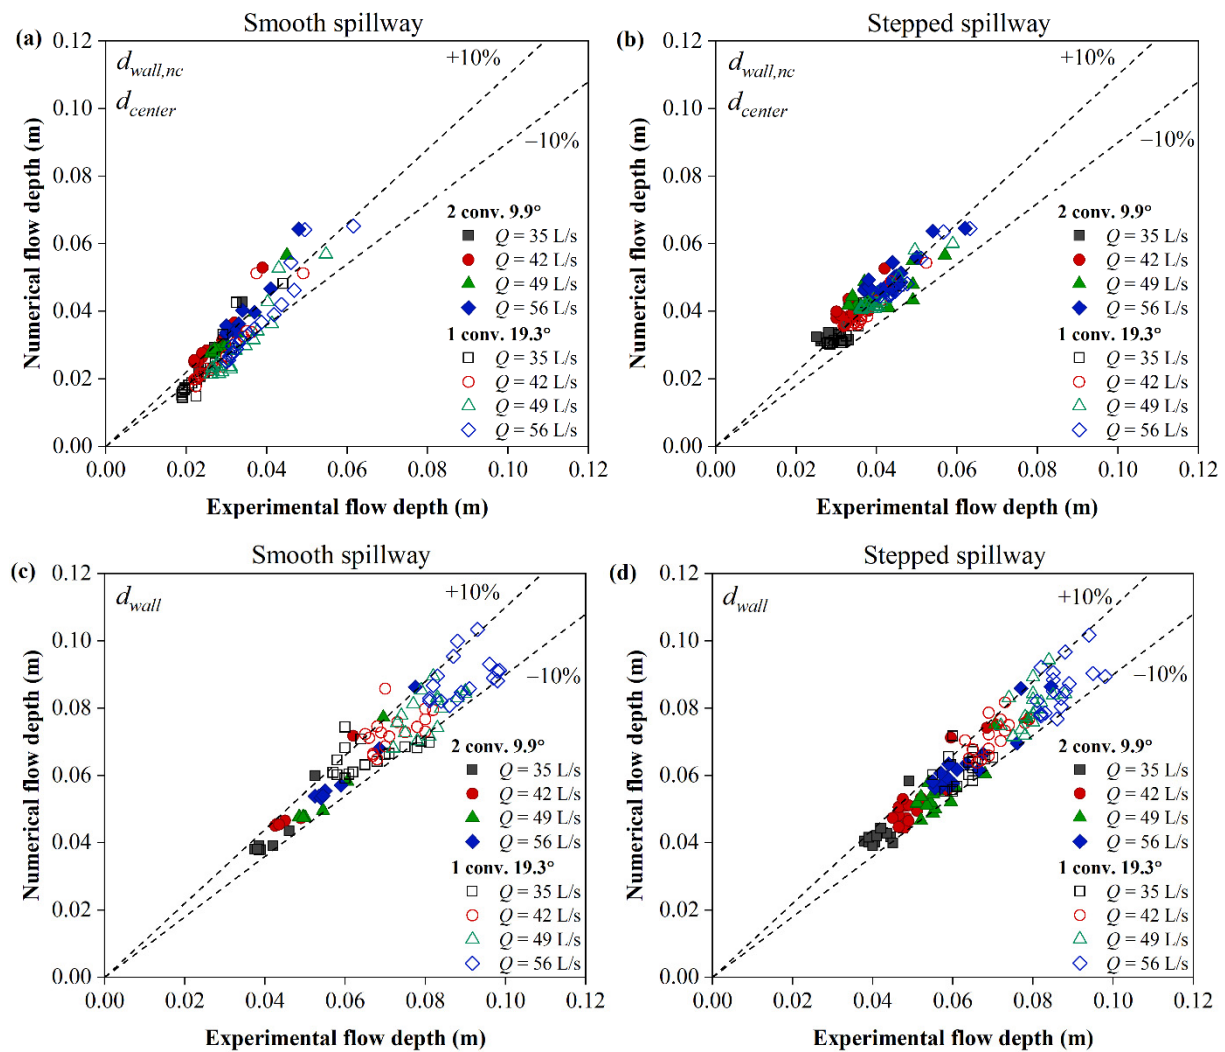 Smooth spillway
(a)
0.12
0.10
0.08
0.06
0.04
0.02
0.00
Numerical flow depth (m)
d_wall,nc
d_center
+10%
−10%
2 conv. 9.9°
Q = 35 L/s
Q = 42 L/s
Q = 49 L/s
Q = 56 L/s
1 conv. 19.3°
Q = 35 L/s
Q = 42 L/s
Q = 49 L/s
Q = 56 L/s
0.00 0.02 0.04 0.06 0.08 0.10 0.12
Experimental flow depth (m)
Stepped spillway
(b)
0.12
0.10
0.08
0.06
0.04
0.02
0.00
Numerical flow depth (m)
d_wall,nc
d_center
+10%
−10%
2 conv. 9.9°
Q = 35 L/s
Q = 42 L/s
Q = 49 L/s
Q = 56 L/s
1 conv. 19.3°
Q = 35 L/s
Q = 42 L/s
Q = 49 L/s
Q = 56 L/s
0.00 0.02 0.04 0.06 0.08 0.10 0.12
Experimental flow depth (m)
Smooth spillway
(c)
0.12
0.10
0.08
0.06
0.04
0.02
0.00
Numerical flow depth (m)
d_wall
+10%
−10%
2 conv. 9.9°
Q = 35 L/s
Q = 42 L/s
Q = 49 L/s
Q = 56 L/s
1 conv. 19.3°
Q = 35 L/s
Q = 42 L/s
Q = 49 L/s
Q = 56 L/s
0.00 0.02 0.04 0.06 0.08 0.10 0.12
Experimental flow depth (m)
Stepped spillway
(d)
0.12
0.10
0.08
0.06
0.04
0.02
0.00
Numerical flow depth (m)
d_wall
+10%
−10%
2 conv. 9.9°
Q = 35 L/s
Q = 42 L/s
Q = 49 L/s
Q = 56 L/s
1 conv. 19.3°
Q = 35 L/s
Q = 42 L/s
Q = 49 L/s
Q = 56 L/s
0.00 0.02 0.04 0.06 0.08 0.10 0.12
Experimental flow depth (m)